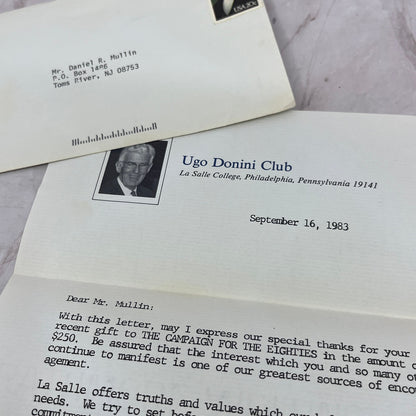 USA 20c
Mr. Daniel R. Mullin
P.O. Box 1486
Toms River, NJ 08753
Ugo Donini Club
La Salle College, Philadelphia, Pennsylvania 19141
September 16, 1983
Dear Mr. Mullin:
With this letter, may I express our special thanks for your
recent gift to THE CAMPAIGN FOR THE EIGHTIES in the amount o
$250. Be assured that the interest which you and so many ot
continue to manifest is one of our greatest sources of encou
agement.
La Salle offers truths and values which
needs. We try to set